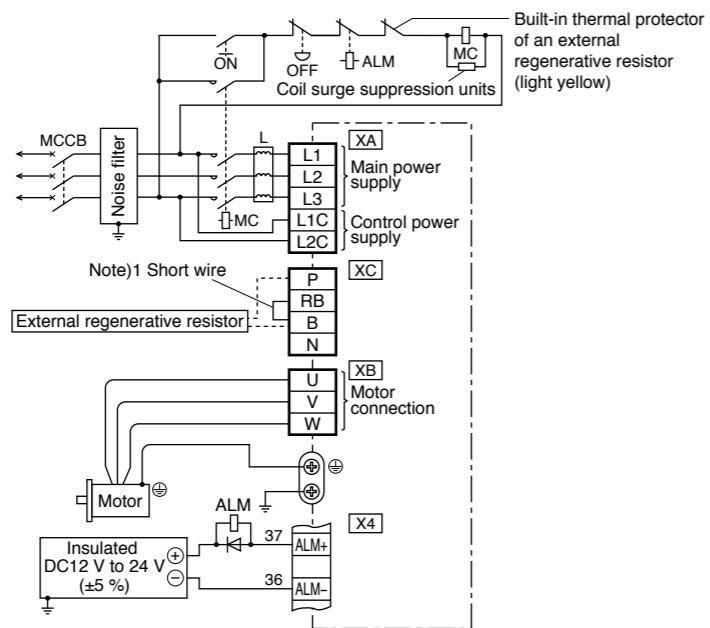 Built-in thermal protector
of an external
regenerative resistor
(light yellow)
ON
OFF
ALM
MC
Coil surge suppression units
MCCB
Noise filter
L
MC
XA
L1
L2
L3
Main power
supply
L1C
L2C
Control power
supply
Note)1 Short wire
XC
P
RB
B
N
External regenerative resistor
XB
U
V
W
Motor
connection
Motor
ALM
X4
37
ALM+
36
ALM−
Insulated
DC12 V to 24 V
(±5 %)
+
−